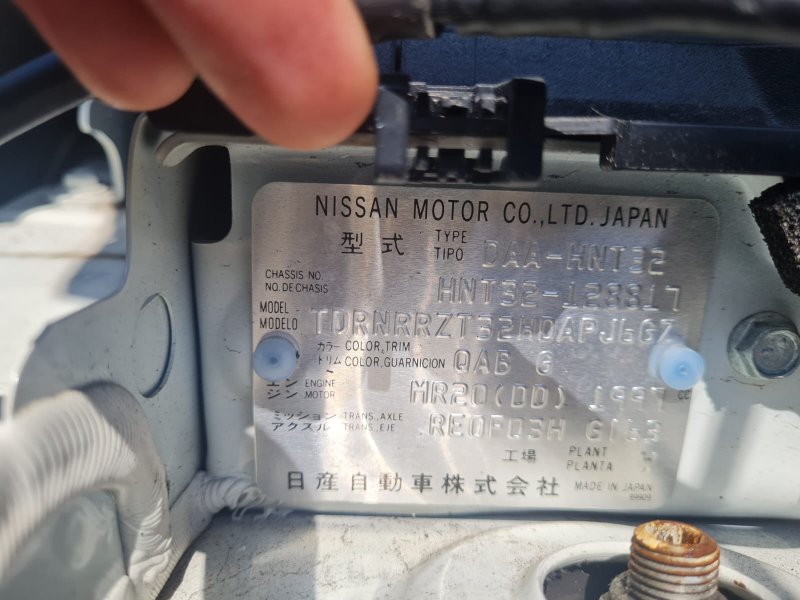 NISSAN MOTOR CO.,LTD. JAPAN
型式 TYPE TIPO DAA-HNT32
CHASSIS NO. NO. DE CHASIS HNT32-128817
MODEL MODELO
カラー COLOR, TRIM
トリム COLOR, GUARNICION QAB G
エンジン ENGINE MOTOR MR20(DD) 1997 CC
ミッション TRANS. AXLE
アクスル TRANS. EJE RE0F03H
工場 PLANT PLANTA
日産自動車株式会社 MADE IN JAPAN